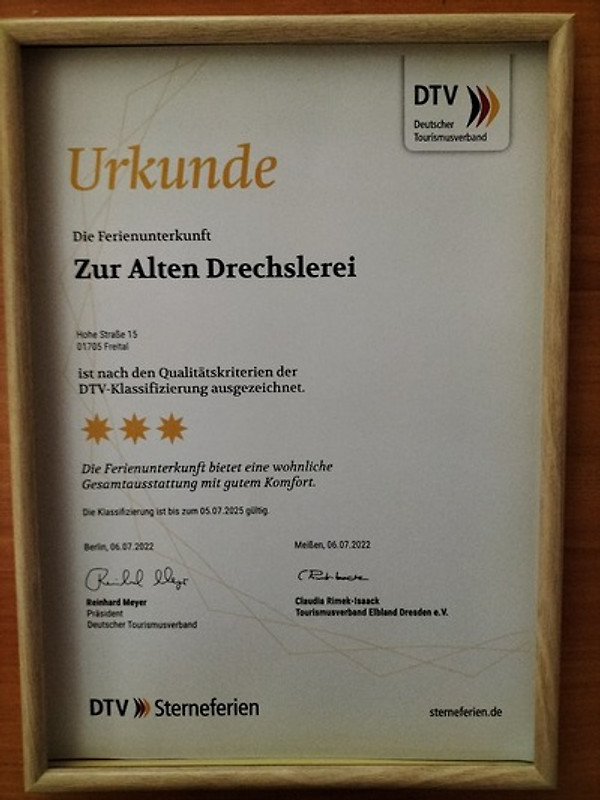 DTV
Deutscher
Tourismusverband
Urkunde
Die Ferienunterkunft
Zur Alten Drechslerei
Hohe Straße 15
01705 Freital
ist nach den Qualitätskriterien der
DTV-Klassifizierung ausgezeichnet.
Die Ferienunterkunft bietet eine wohnliche
Gesamtausstattung mit gutem Komfort.
Die Klassifizierung ist bis zum 05.07.2025 gültig.
Berlin, 06.07.2022
Reinhard Meyer
Präsident
Deutscher Tourismusverband
Meißen, 06.07.2022
Claudia Rimek-Isaack
Tourismusverband Elbland Dresden e.V.
DTV Sterneferien
sterneferien.de